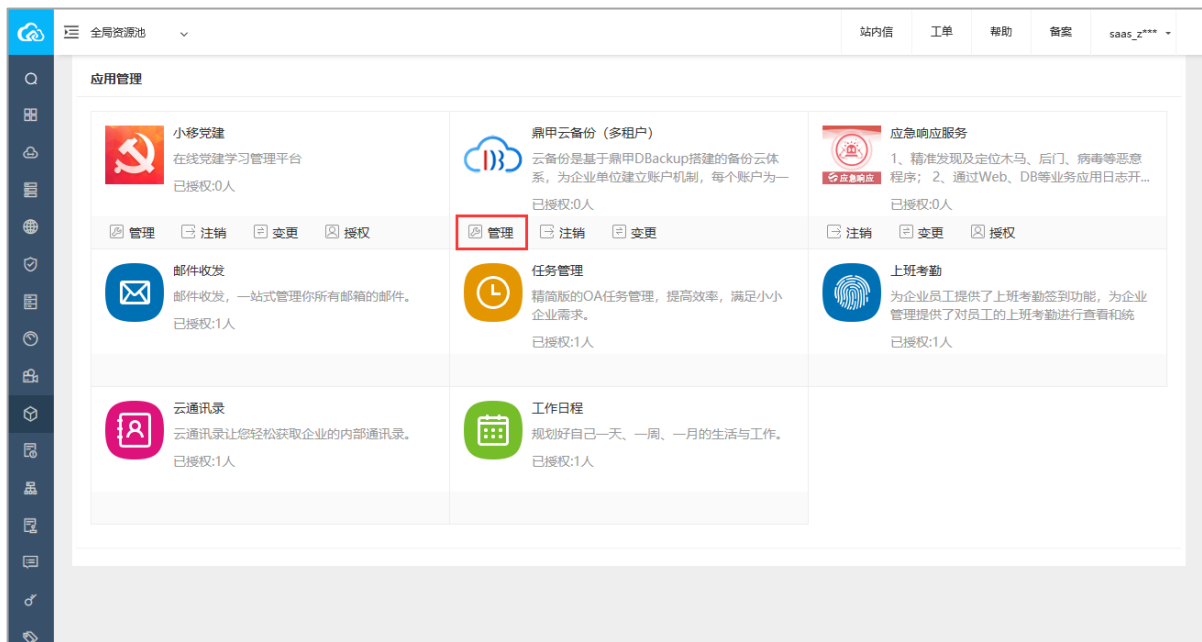 全局资源池
站内信
工单
帮助
备案
saas_z***
应用管理
小移党建
在线党建学习管理平台
已授权:0人
管理
注销
变更
授权
鼎甲云备份（多租户）
云备份是基于鼎甲DBackup搭建的备份云体
系，为企业单位建立账户机制，每个账户为一
已授权:0人
管理
注销
变更
应急响应服务
1、精准发现及定位木马、后门、病毒等恶意
程序； 2、通过Web、DB等业务应用日志开...
已授权:0人
应急响应
注销
变更
授权
邮件收发
邮件收发，一站式管理你所有邮箱的邮件。
已授权:1人
任务管理
精简版的OA任务管理，提高效率，满足小小
企业需求。
已授权:1人
上班考勤
为企业员工提供了上班考勤签到功能，为企业
管理提供了对员工的上班考勤进行查看和统
已授权:1人
云通讯录
云通讯录让您轻松获取企业的内部通讯录。
已授权:1人
工作日程
规划好自己一天、一周、一月的生活与工作。
已授权:1人